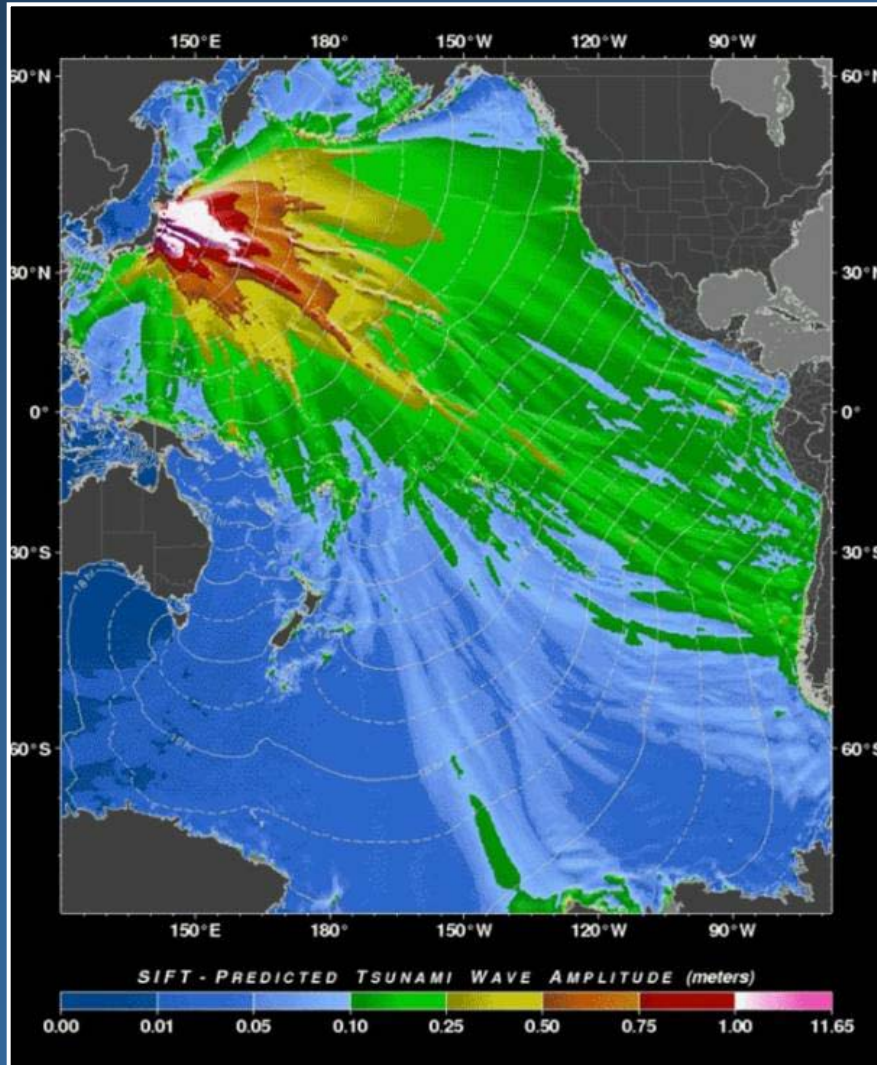 150°E 180° 150°W 120°W 90°W
60°N 60°N
30°N 30°N
0° 0°
30°S 30°S
60°S 60°S
150°E 180° 150°W 120°W 90°W
SIFT - PREDICTED TSUNAMI WAVE AMPLITUDE (meters)
0.00 0.01 0.05 0.10 0.25 0.50 0.75 1.00 11.65